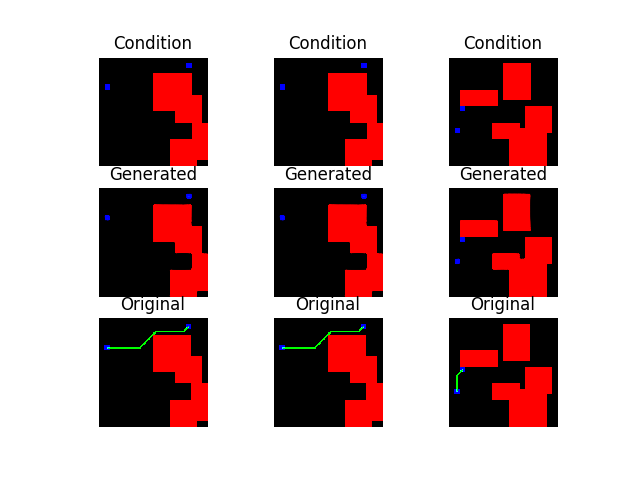 Condition Condition Condition
Generated Generated Generated
Original Original Original